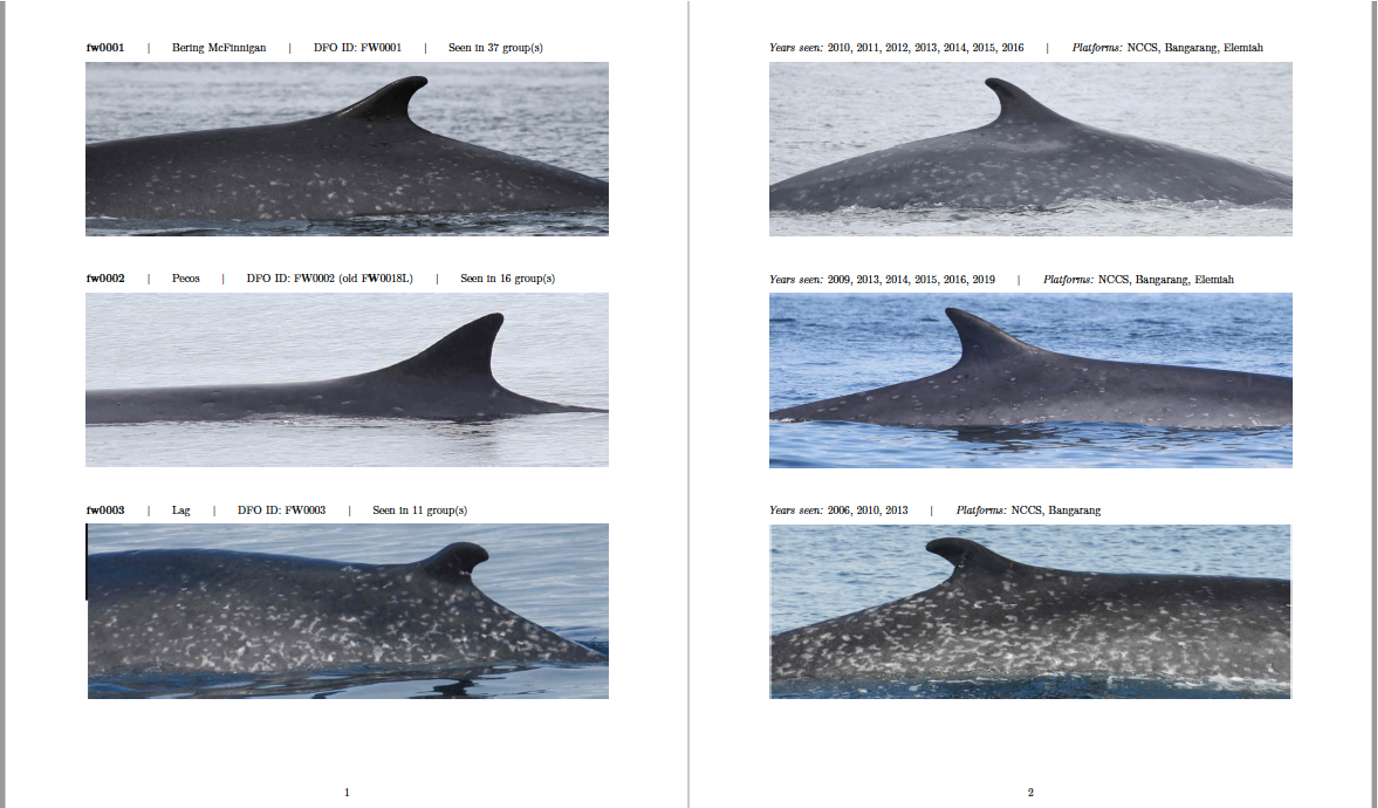 fw0001 | Bering McFinnigan | DFO ID: FW0001 | Seen in 37 group(s)
fw0002 | Pecos | DFO ID: FW0002 (old FW0018L) | Seen in 16 group(s)
fw0003 | Lag | DFO ID: FW0003 | Seen in 11 group(s)
1
Years seen: 2010, 2011, 2012, 2013, 2014, 2015, 2016 | Platforms: NCCS, Bangarang, Elemiah
Years seen: 2009, 2013, 2014, 2015, 2016, 2019 | Platforms: NCCS, Bangarang, Elemiah
Years seen: 2006, 2010, 2013 | Platforms: NCCS, Bangarang
2